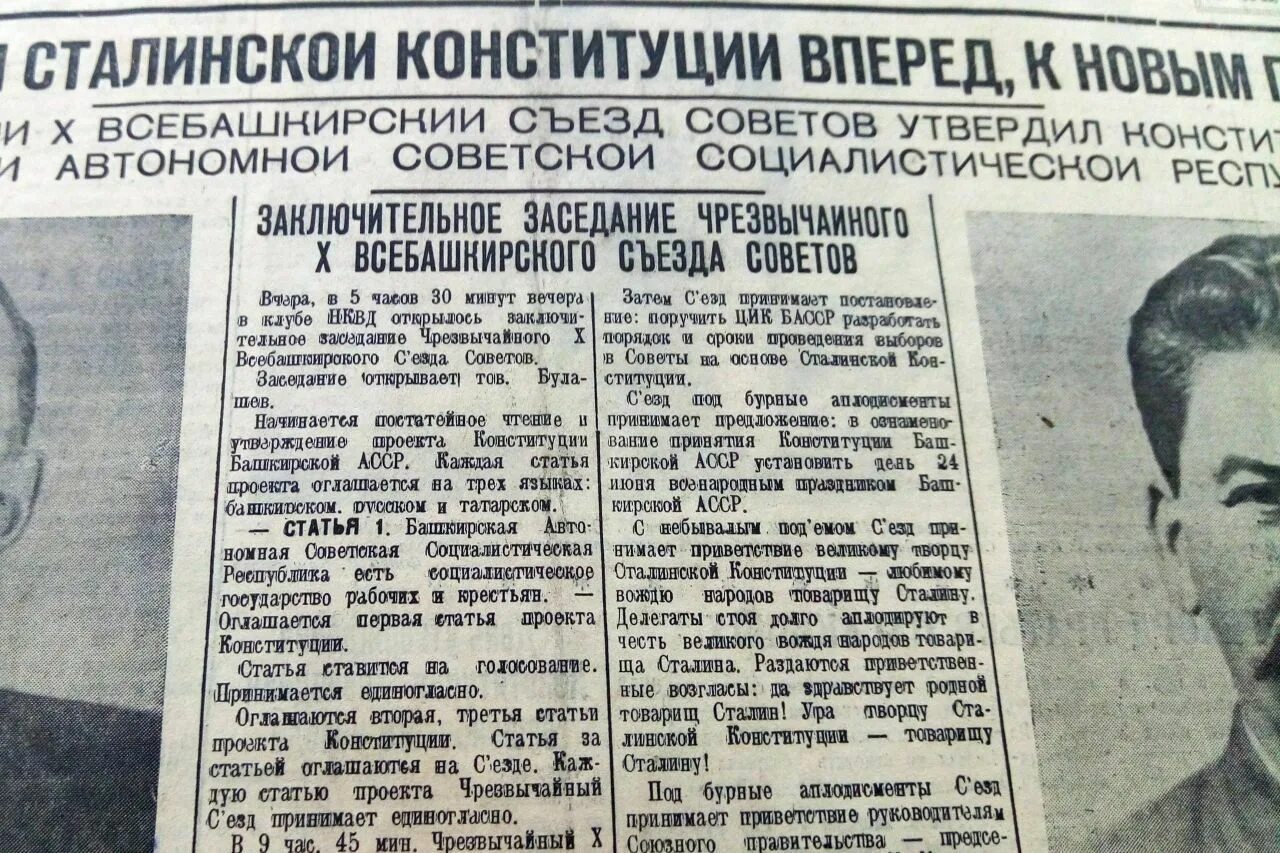 СТАЛИНСКОЙ КОНСТИТУЦИИ ВПЕРЕД, К НОВЫМ
Х ВСЕБАШКИРСКИЙ СЪЕЗД СОВЕТОВ УТВЕРДИЛ КОНСТИ
АВТОНОМНОЙ СОВЕТСКОЙ СОЦИАЛИСТИЧЕСКОЙ РЕСПУ
ЗАКЛЮЧИТЕЛЬНОЕ ЗАСЕДАНИЕ ЧРЕЗВЫЧАЙНОГО
Х ВСЕБАШКИРСКОГО СЪЕЗДА СОВЕТОВ
Вчера, в 5 часов 30 минут вечера
в клубе НКВД открылось заключи-
тельное заседание Чрезвычайного Х
Всебашкирского С'езда Советов.
Заседание открывает тов. Була-
шев.
Начинается постатейное чтение и
утверждение проекта Конституции
Башкирской АССР. Каждая статья
проекта оглашается на трех языках:
башкирском, русском и татарском.
— СТАТЬЯ 1. Башкирская Авто-
номная Советская Социалистическая
Республика есть социалистическое
государство рабочих и крестьян. —
Оглашается первая статья проекта
Конституции.
Статья ставится на голосование.
Принимается единогласно.
Оглашаются вторая, третья статьи
проекта Конституции. Статья за
статьей оглашаются на С'езде. Каж-
дую статью проекта Чрезвычайный
С'езд принимает единогласно.
В 9 час. 45 мин. Чрезвычайный Х
Затем С'езд принимает постановле-
ние: поручить ЦИК БАССР разработать
порядок и сроки проведения выборов
в Советы на основе Сталинской Кон-
ституции.
С'езд под бурные аплодисменты
принимает предложение: в ознамено-
вание принятия Конституции Баш-
кирской АССР установить день 24
июня всенародным праздником Баш-
кирской АССР.
С небывалым под'емом С'езд при-
нимает приветствие великому творцу
Сталинской Конституции — любимому
вождю народов товарищу Сталину.
Делегаты стоя долго аплодируют в
честь великого вождя народов товари-
ща Сталина. Раздаются приветствен-
ные возгласы: да здравствует родной
товарищ Сталин! Ура творцу Ста-
линской Конституции — товарищу
Сталину!
Под бурные аплодисменты С'езд
принимает приветствие руководителям
Союзного правительства — предсе-